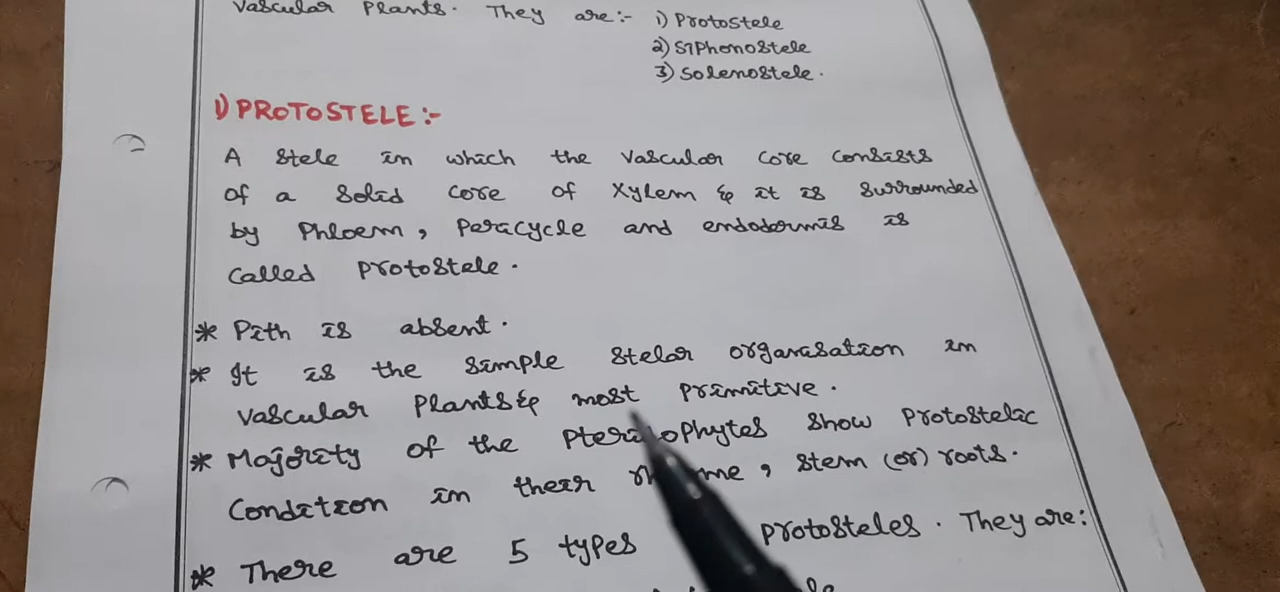 Vascular Plants. They are:- 1) Protostele
2) Siphonostele
3) Solenostele.
1) PROTOSTELE:-
A stele in which the vascular core consists
of a solid core of xylem & it is surrounded
by Phloem, Pericycle and endodermis is
called protostele.
* Pith is absent.
* It is the simple stelar organisation in
vascular plants & most primitive.
* Majority of the show protostelic
condition in their , stem (or) roots.
* There are 5 types protosteles. They are: